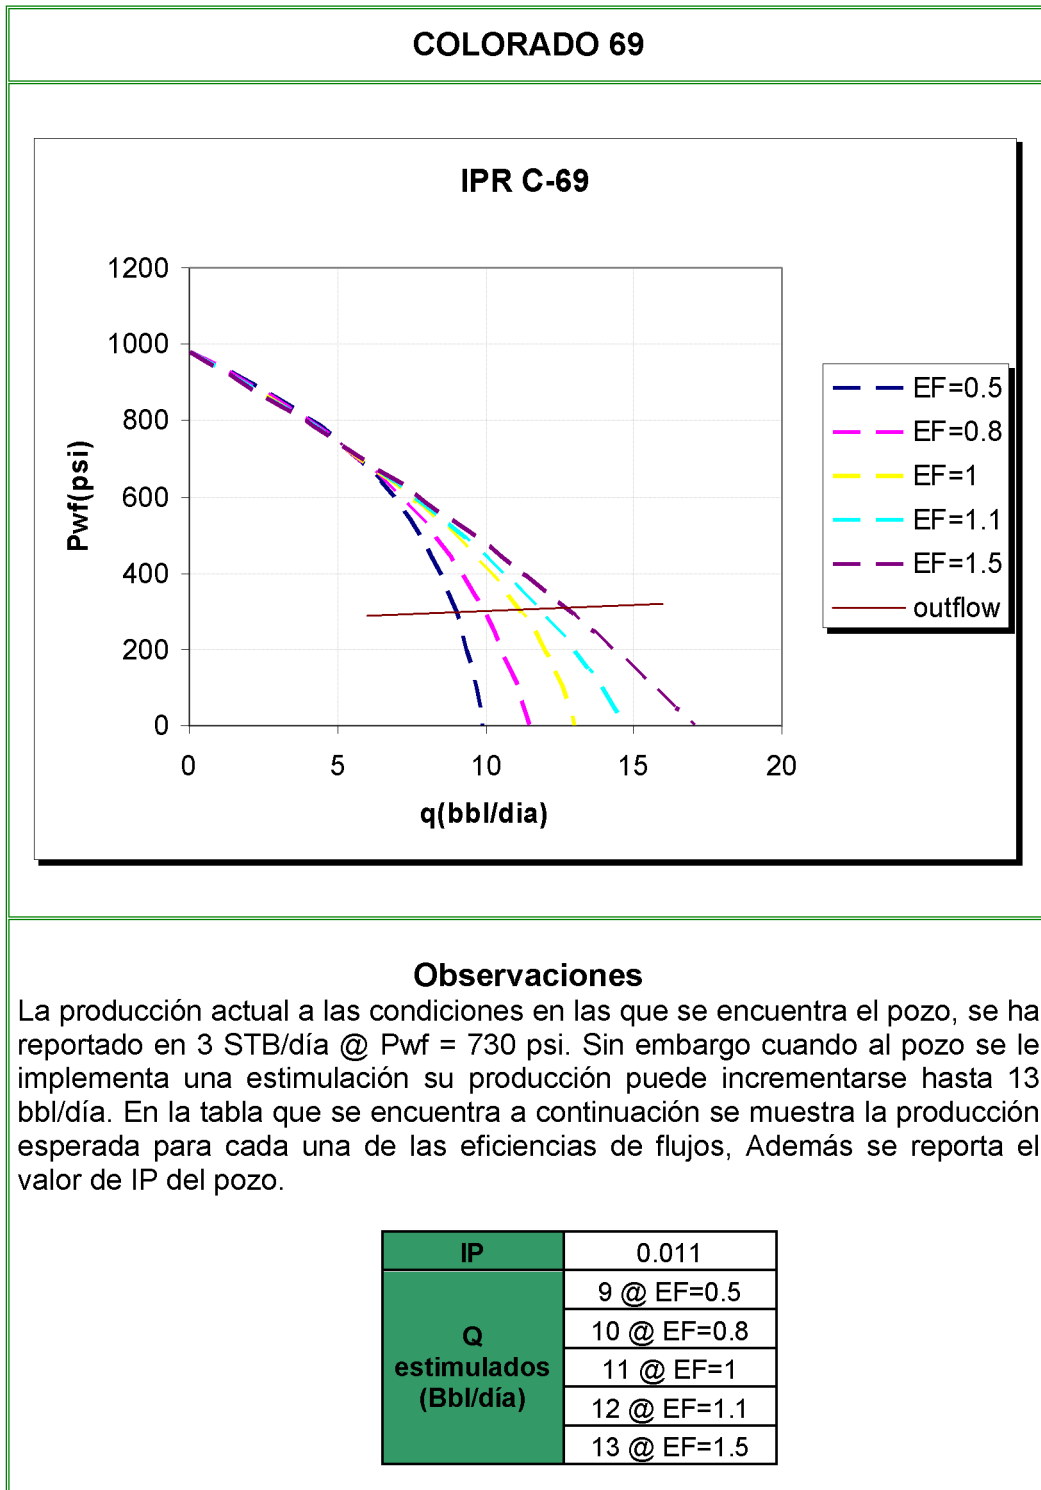 COLORADO 69
IPR C-69
1200
1000
800
600
400
200
0
Pwf(psi)
0 5 10 15 20
q(bbl/dia)
EF=0.5
EF=0.8
EF=1
EF=1.1
EF=1.5
outflow
Observaciones
La producción actual a las condiciones en las que se encuentra el pozo, se ha
reportado en 3 STB/día @ Pwf = 730 psi. Sin embargo cuando al pozo se le
implementa una estimulación su producción puede incrementarse hasta 13
bbl/día. En la tabla que se encuentra a continuación se muestra la producción
esperada para cada una de las eficiencias de flujos, Además se reporta el
valor de IP del pozo.
IP 0.011
Q
estimulados
(Bbl/día)
9 @ EF=0.5
10 @ EF=0.8
11 @ EF=1
12 @ EF=1.1
13 @ EF=1.5